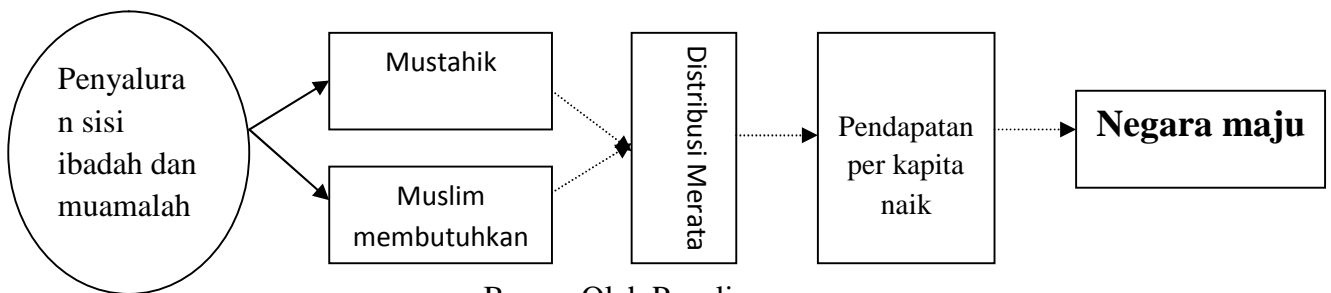 Penyalura
n sisi
ibadah dan
muamalah
Mustahik
Muslim
membutuhkan
Distribusi Merata
Pendapatan
per kapita
naik
Negara maju